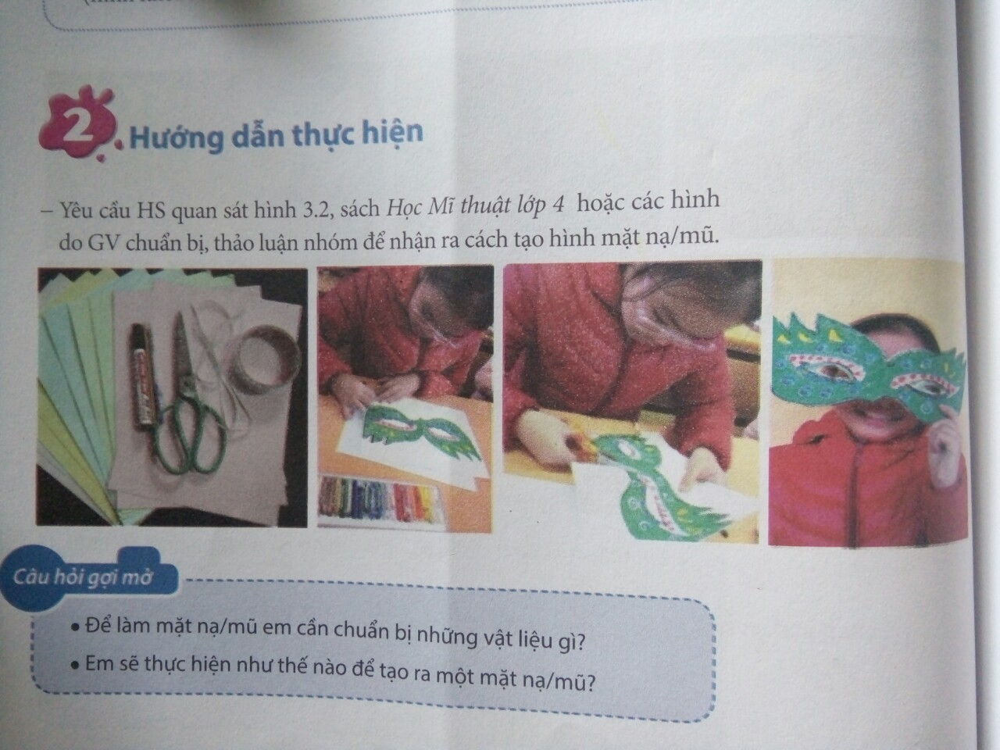 2
Hướng dẫn thực hiện
– Yêu cầu HS quan sát hình 3.2, sách Học Mĩ thuật lớp 4 hoặc các hình
do GV chuẩn bị, thảo luận nhóm để nhận ra cách tạo hình mặt nạ/mũ.
Câu hỏi gợi mở
• Để làm mặt nạ/mũ em cần chuẩn bị những vật liệu gì?
• Em sẽ thực hiện như thế nào để tạo ra một mặt nạ/mũ?